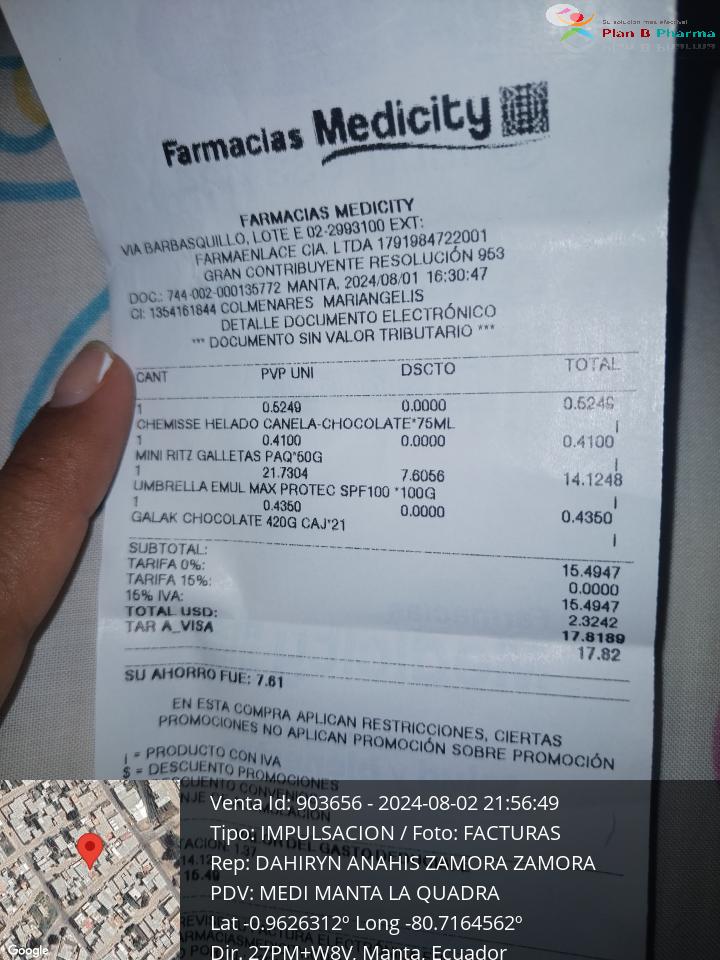 Su solucion mas efectiva!
Plan B Pharma
Farmacias Medicity
FARMACIAS MEDICITY
VIA BARBASQUILLO, LOTE E 02-2993100 EXT:
FARMAENLACE CIA. LTDA 1791984722001
GRAN CONTRIBUYENTE RESOLUCIÓN 953
DOC.: 744-002-000135772 MANTA, 2024/08/01 16:30:47
CI: 1354161844 COLMENARES MARIANGELIS
DETALLE DOCUMENTO ELECTRÓNICO
*** DOCUMENTO SIN VALOR TRIBUTARIO ***
CANT PVP UNI DSCTO TOTAL
1 0.5249 0.0000 0.5249
CHEMISSE HELADO CANELA-CHOCOLATE*75ML |
1 0.4100 0.0000 0.4100
MINI RITZ GALLETAS PAQ*50G |
1 21.7304 7.6056 14.1248
UMBRELLA EMUL MAX PROTEC SPF100 *100G |
1 0.4350 0.0000 0.4350
GALAK CHOCOLATE 420G CAJ*21 |
SUBTOTAL: 15.4947
TARIFA 0%: 0.0000
TARIFA 15%: 15.4947
15% IVA: 2.3242
TOTAL USD: 17.8189
TAR A_VISA 17.82
SU AHORRO FUE: 7.61
EN ESTA COMPRA APLICAN RESTRICCIONES, CIERTAS
PROMOCIONES NO APLICAN PROMOCIÓN SOBRE PROMOCIÓN
| = PRODUCTO CON IVA
$ = DESCUENTO PROMOCIONES
Venta Id: 903656 - 2024-08-02 21:56:49
Tipo: IMPULSACION / Foto: FACTURAS
Rep: DAHIRYN ANAHIS ZAMORA ZAMORA
PDV: MEDI MANTA LA QUADRA
Lat -0.9626312º Long -80.7164562º
Dir. 27PM+W8V, Manta, Ecuador
Google